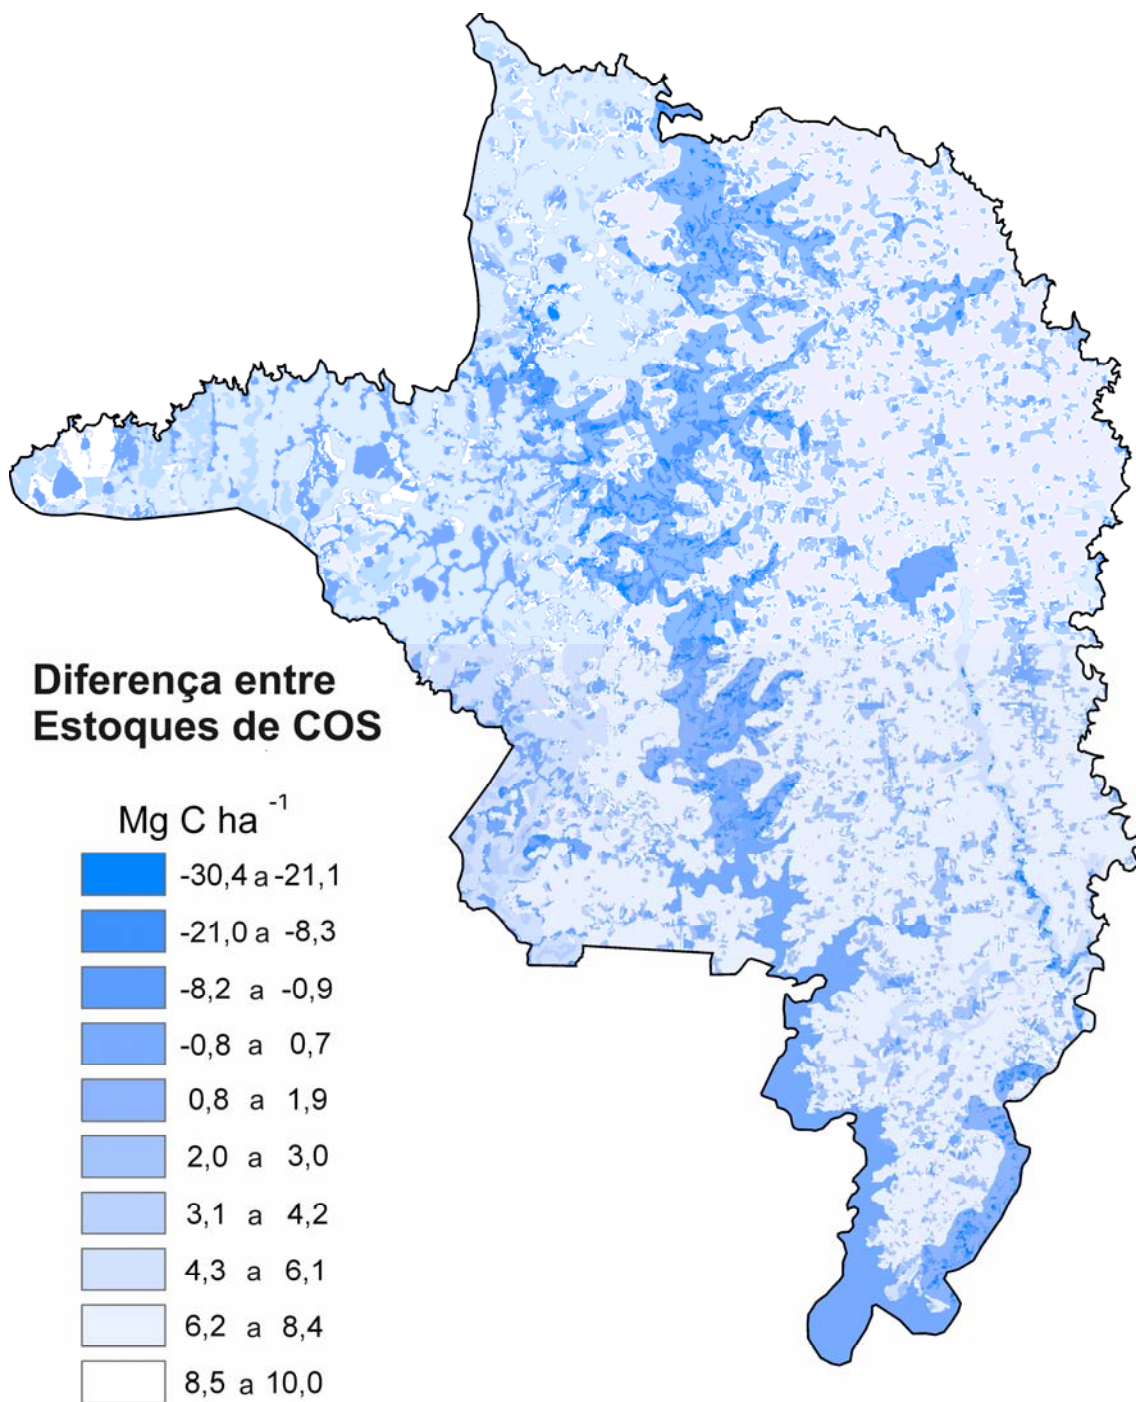 Diferença entre
Estoques de COS
Mg C ha -1
-30,4 a -21,1
-21,0 a -8,3
-8,2 a -0,9
-0,8 a 0,7
0,8 a 1,9
2,0 a 3,0
3,1 a 4,2
4,3 a 6,1
6,2 a 8,4
8,5 a 10,0